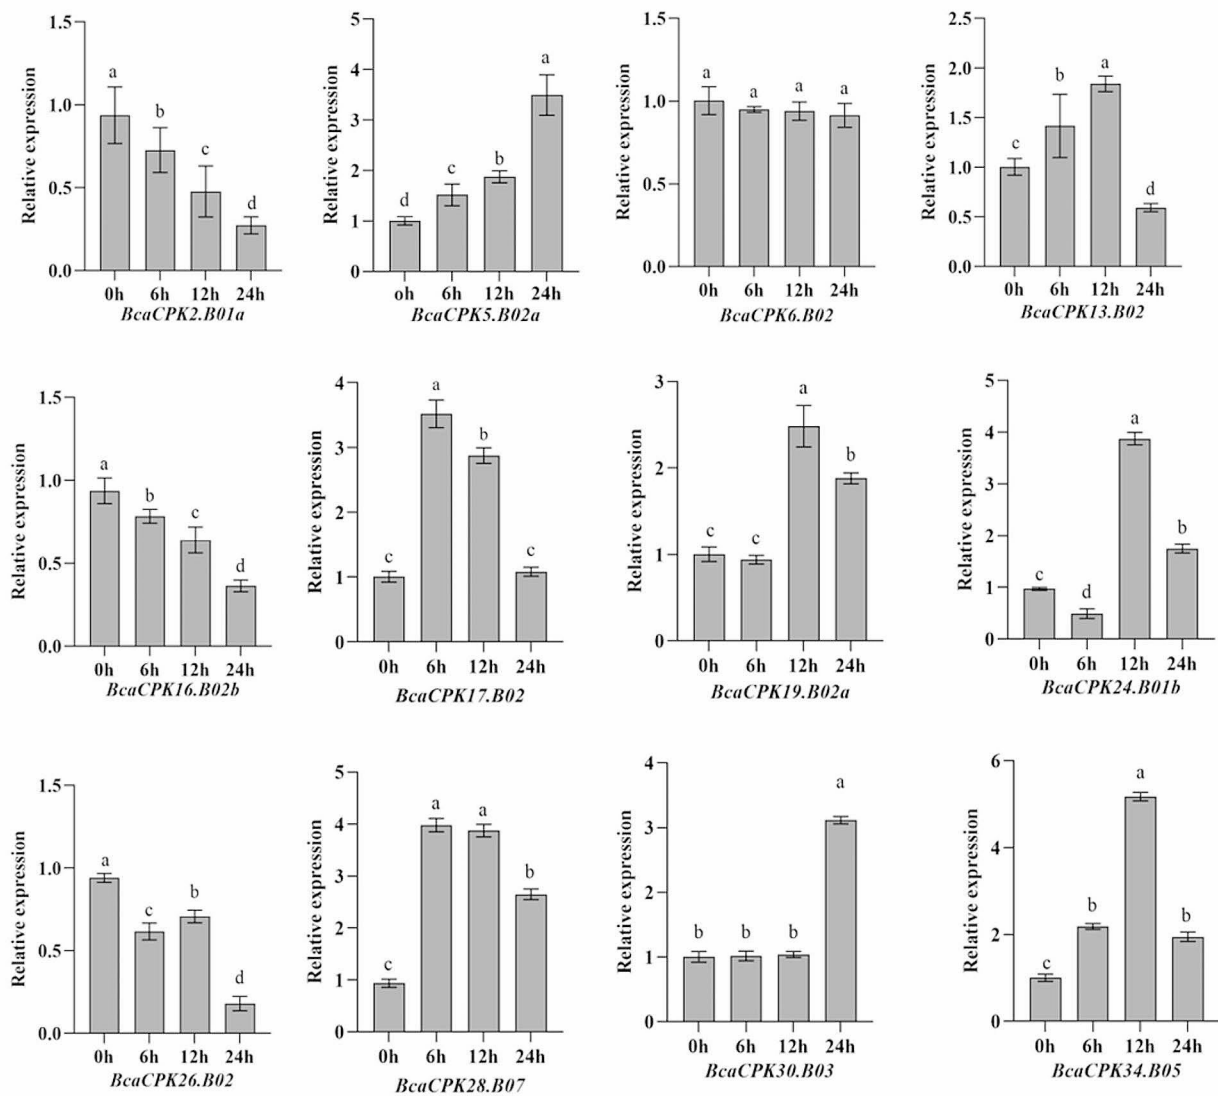 1.5
1.0
0.5
0.0
Relative expression
a
b
c
d
0h 6h 12h 24h
BcaCPK2.B01a
5
4
3
2
1
0
Relative expression
d
c
b
a
oh 6h 12h 24h
BcaCPK5.B02a
1.5
1.0
0.5
0.0
Relative expression
a
a
a
a
0h 6h 12h 24h
BcaCPK6.B02
2.5
2.0
1.5
1.0
0.5
0.0
Relative expression
c
b
a
d
0h 6h 12h 24h
BcaCPK13.B02
1.5
1.0
0.5
0.0
Relative expression
a
b
c
d
0h 6h 12h 24h
BcaCPK16.B02b
4
3
2
1
0
Relative expression
c
a
b
c
0h 6h 12h 24h
BcaCPK17.B02
3
2
1
0
Relative expression
c
c
a
b
0h 6h 12h 24h
BcaCPK19.B02a
5
4
3
2
1
0
Relative expression
c
d
a
b
0h 6h 12h 24h
BcaCPK24.B01b
1.5
1.0
0.5
0.0
Relative expression
a
c
b
d
0h 6h 12h 24h
BcaCPK26.B02
5
4
3
2
1
0
Relative expression
c
a
a
b
0h 6h 12h 24h
BcaCPK28.B07
4
3
2
1
0
Relative expression
b
b
b
a
0h 6h 12h 24h
BcaCPK30.B03
6
4
2
0
Relative expression
c
b
a
b
0h 6h 12h 24h
BcaCPK34.B05